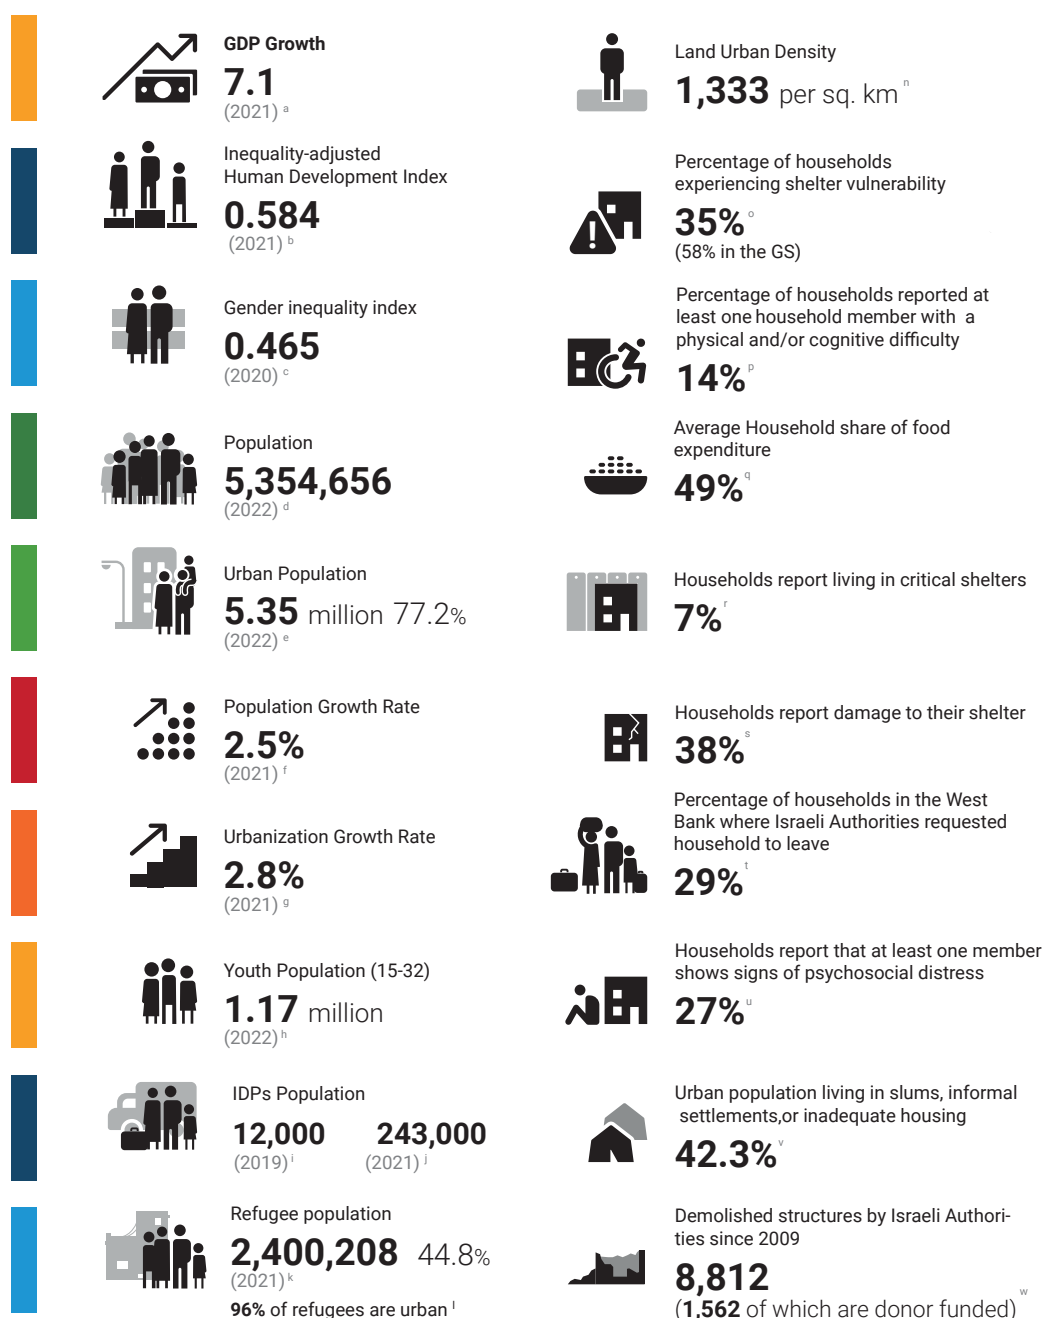 GDP Growth
7.1
(2021) a
Inequality-adjusted
Human Development Index
0.584
(2021) b
Gender inequality index
0.465
(2020) c
Population
5,354,656
(2022) d
Urban Population
5.35 million 77.2%
(2022) e
Population Growth Rate
2.5%
(2021) f
Urbanization Growth Rate
2.8%
(2021) g
Youth Population (15-32)
1.17 million
(2022) h
IDPs Population
12,000 243,000
(2019) i (2021) j
Refugee population
2,400,208 44.8%
(2021) k
96% of refugees are urban l
Land Urban Density
1,333 per sq. km n
Percentage of households
experiencing shelter vulnerability
35% o
(58% in the GS)
Percentage of households reported at
least one household member with a
physical and/or cognitive difficulty
14% p
Average Household share of food
expenditure
49% q
Households report living in critical shelters
7% r
Households report damage to their shelter
38% s
Percentage of households in the West
Bank where Israeli Authorities requested
household to leave
29% t
Households report that at least one member
shows signs of psychosocial distress
27% u
Urban population living in slums, informal
settlements,or inadequate housing
42.3% v
Demolished structures by Israeli Authori-
ties since 2009
8,812
(1,562 of which are donor funded) w